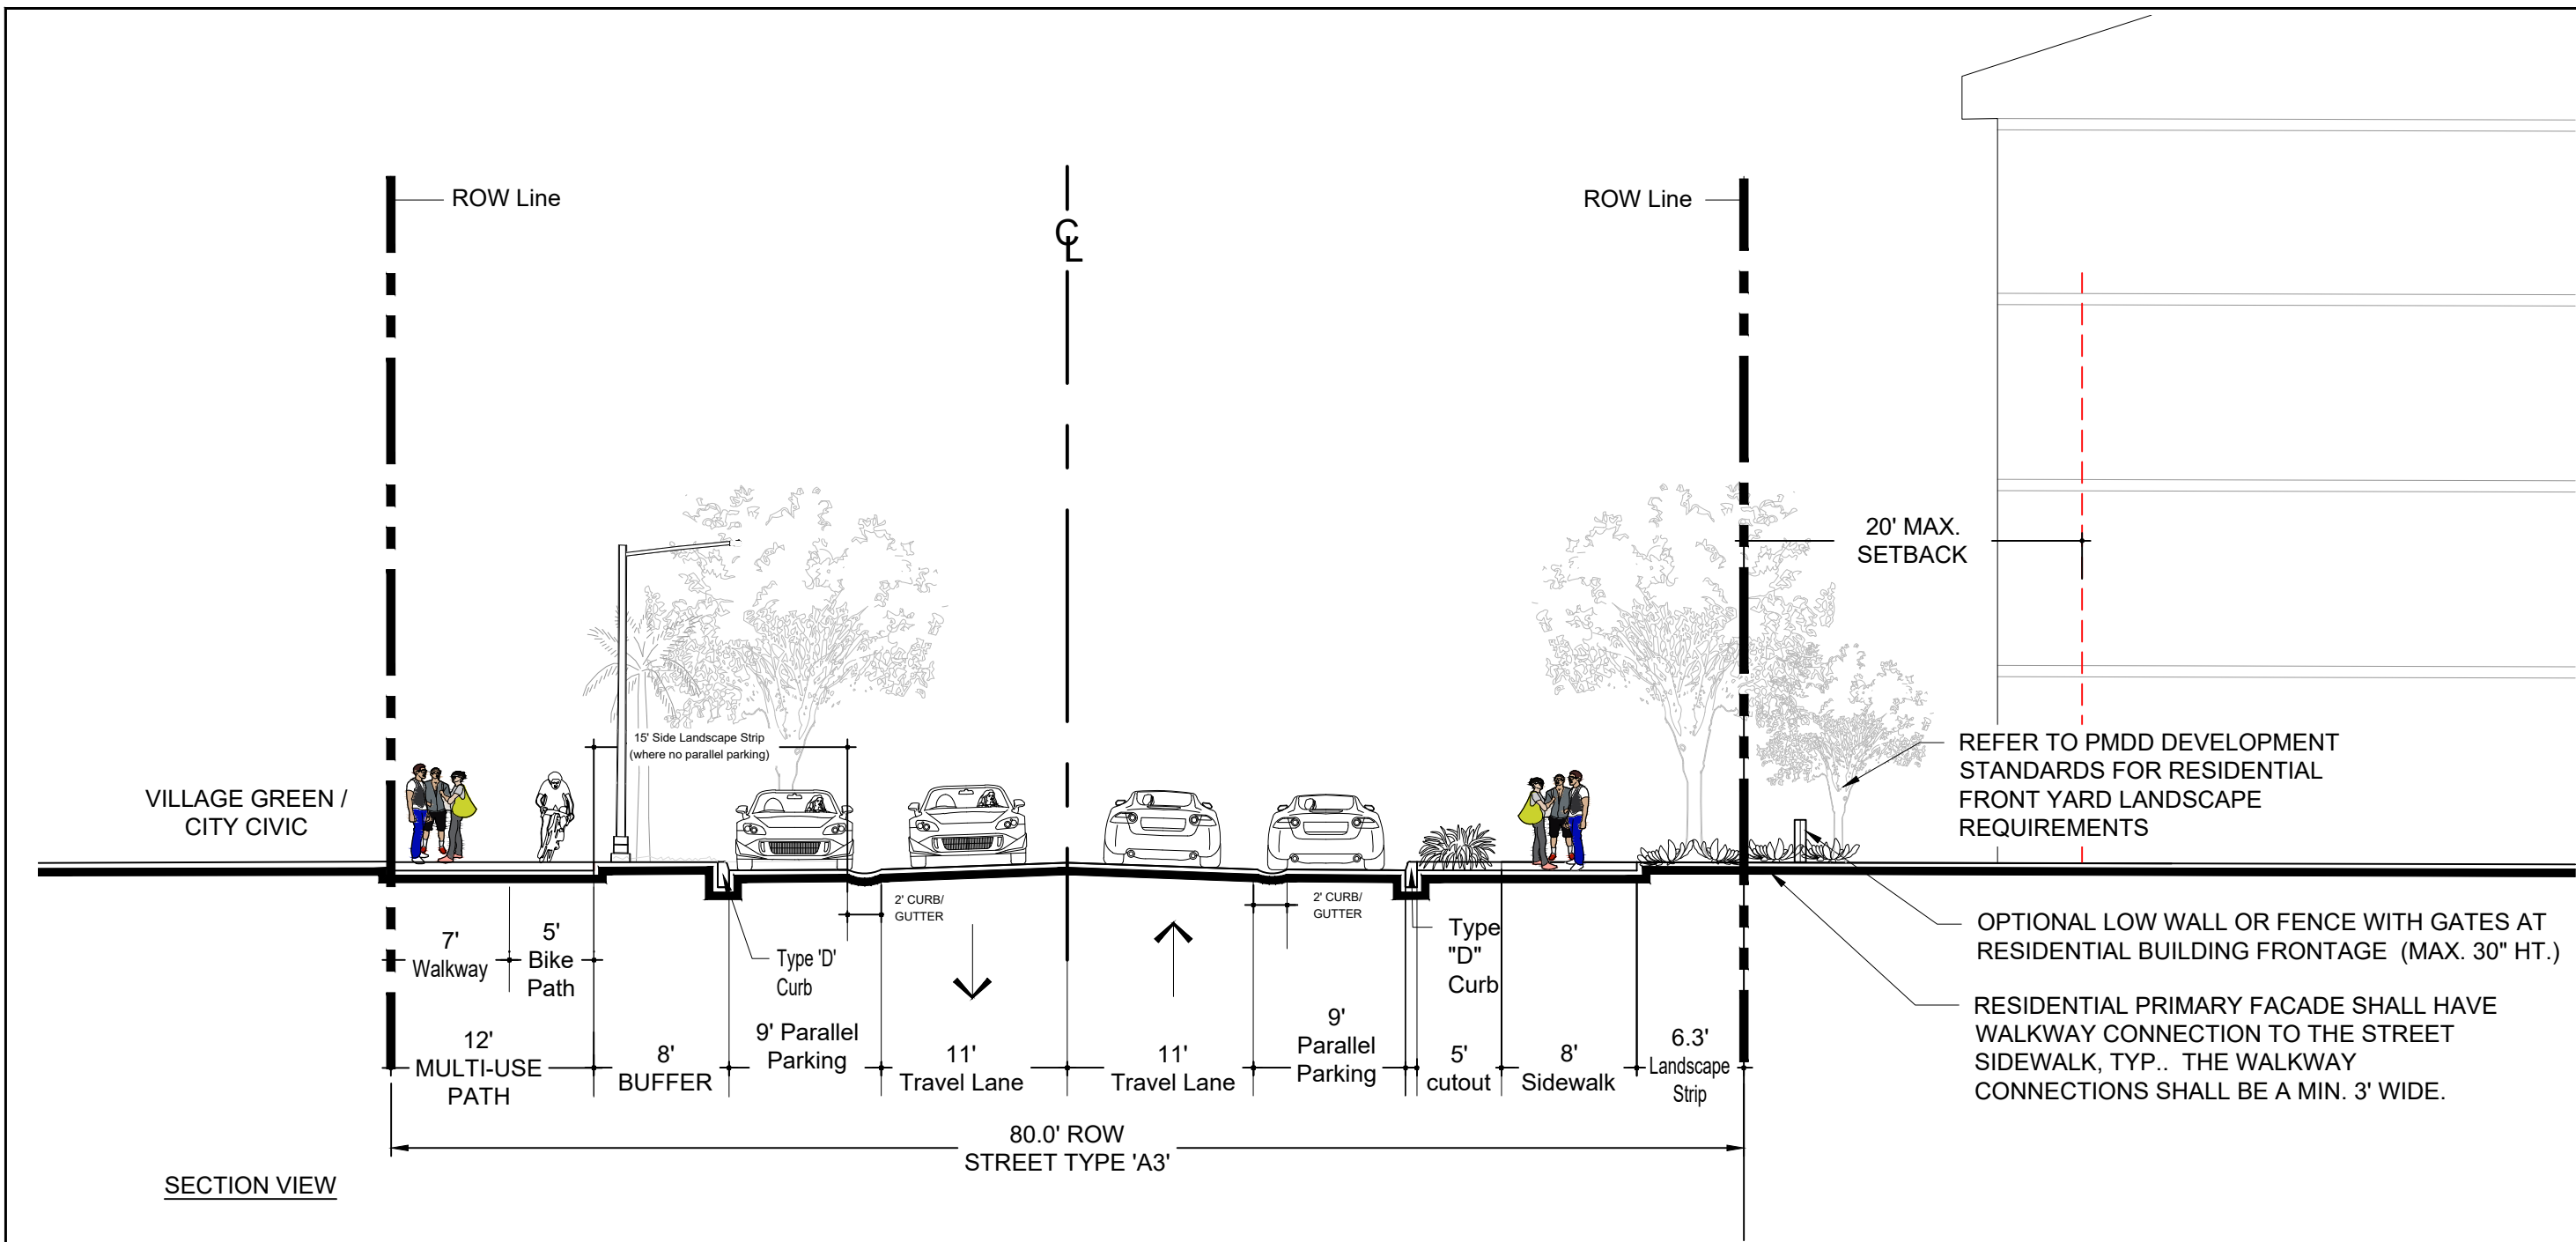 ROW Line
ROW Line
CL
20' MAX.
SETBACK
15' Side Landscape Strip
(where no parallel parking)
VILLAGE GREEN /
CITY CIVIC
REFER TO PMDD DEVELOPMENT
STANDARDS FOR RESIDENTIAL
FRONT YARD LANDSCAPE
REQUIREMENTS
2' CURB/
GUTTER
2' CURB/
GUTTER
OPTIONAL LOW WALL OR FENCE WITH GATES AT
RESIDENTIAL BUILDING FRONTAGE (MAX. 30" HT.)
7'
Walkway
5'
Bike
Path
Type 'D'
Curb
Type
"D"
Curb
RESIDENTIAL PRIMARY FACADE SHALL HAVE
WALKWAY CONNECTION TO THE STREET
SIDEWALK, TYP.. THE WALKWAY
CONNECTIONS SHALL BE A MIN. 3' WIDE.
12'
MULTI-USE
PATH
8'
BUFFER
9' Parallel
Parking
11'
Travel Lane
11'
Travel Lane
9'
Parallel
Parking
5'
cutout
8'
Sidewalk
6.3'
Landscape
Strip
80.0' ROW
STREET TYPE 'A3'
SECTION VIEW